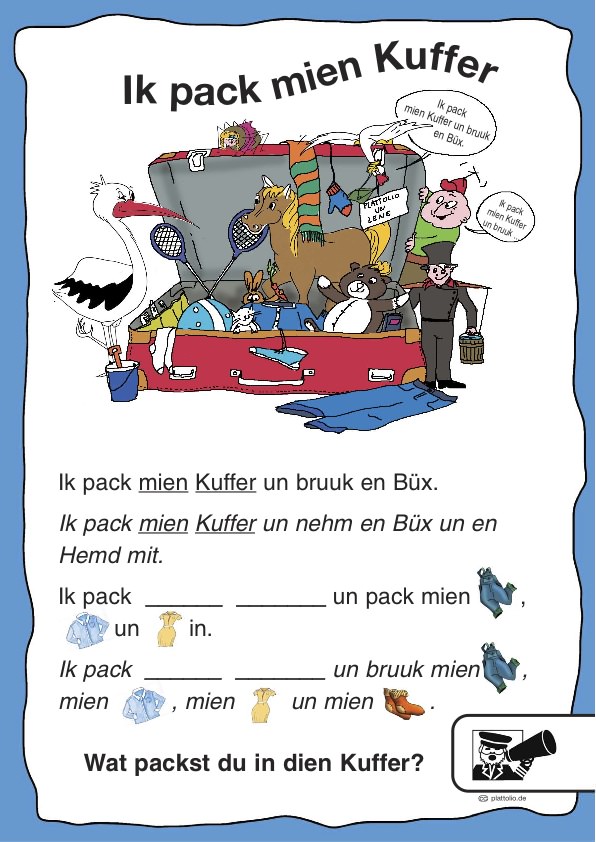 Ik pack mien Kuffer
Ik pack
mien Kuffer un bruuk
en Büx.
PLATTOLIO
UN
LENE
Ik pack
mien Kuffer
un bruuk
Ik pack mien Kuffer un bruuk en Büx.
Ik pack mien Kuffer un nehm en Büx un en
Hemd mit.
Ik pack ______ _______ un pack mien ,
un in.
Ik pack ______ _______ un bruuk mien ,
mien , mien un mien .
Wat packst du in dien Kuffer?
plattolio.de